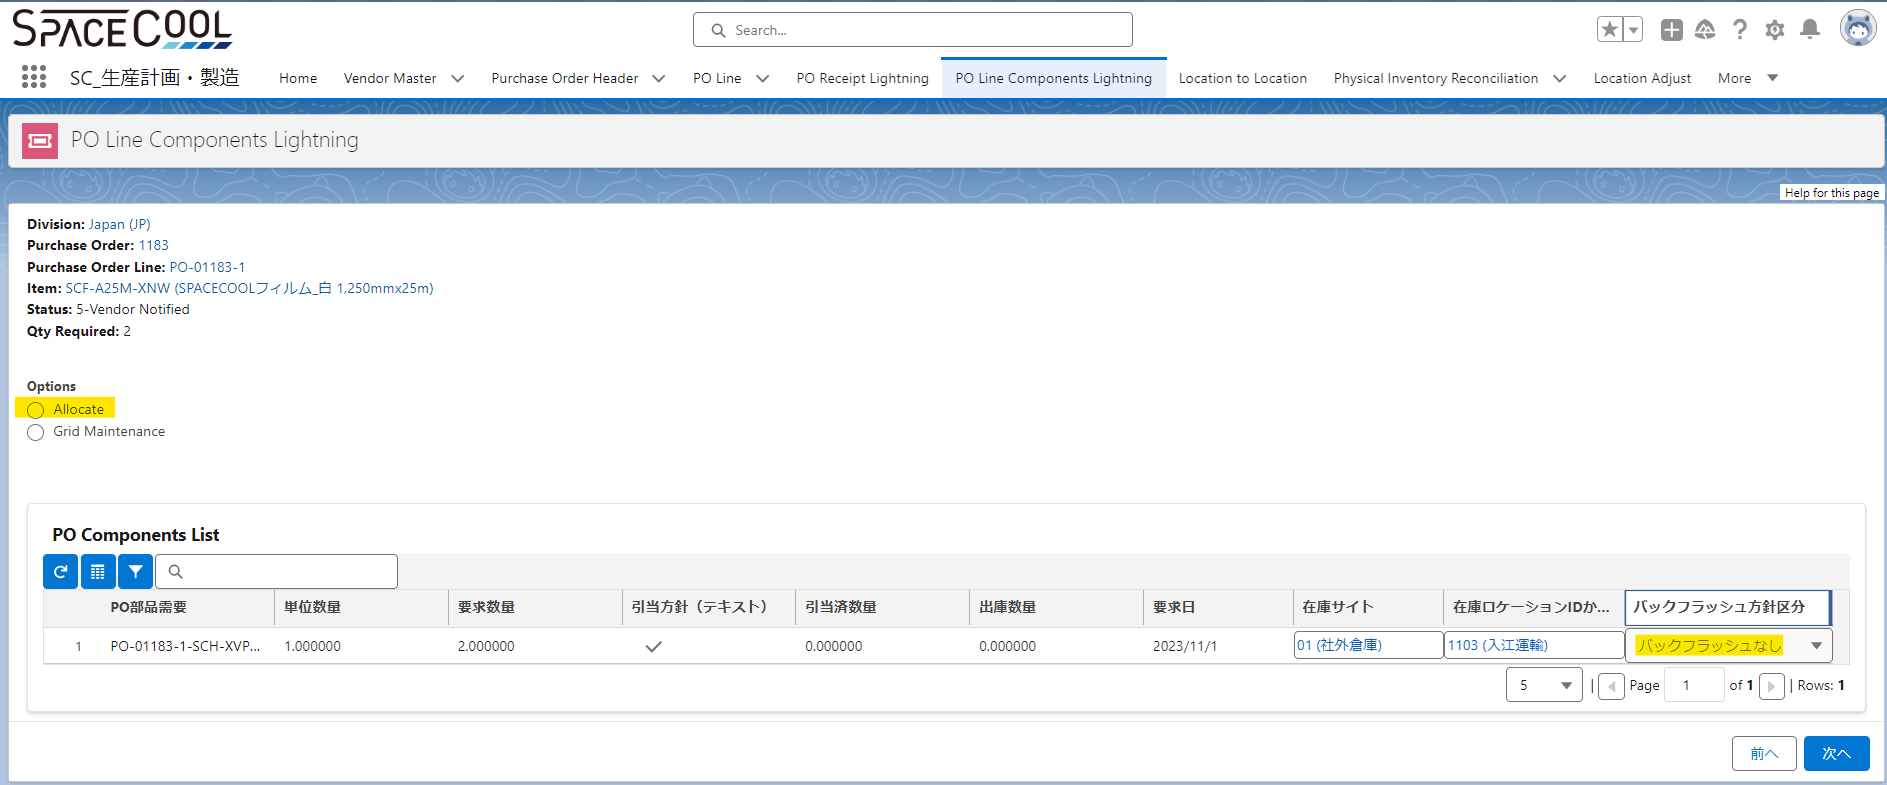 SPACECOOL
Search...
SC_生産計画・製造
Home
Vendor Master
Purchase Order Header
PO Line
PO Receipt Lightning
PO Line Components Lightning
Location to Location
Physical Inventory Reconciliation
Location Adjust
More
PO Line Components Lightning
Help for this page
Division: Japan (JP)
Purchase Order: 1183
Purchase Order Line: PO-01183-1
Item: SCF-A25M-XNW (SPACECOOLフィルム_白 1,250mmx25m)
Status: 5-Vendor Notified
Qty Required: 2
Options
Allocate
Grid Maintenance
PO Components List
PO部品需要 単位数量 要求数量 引当方針（テキスト） 引当済数量 出庫数量 要求日 在庫サイト 在庫ロケーションIDか... バックフラッシュ方針区分
1 PO-01183-1-SCH-XVP... 1.000000 2.000000 0.000000 0.000000 2023/11/1 01 (社外倉庫) 1103 (入江運輸) バックフラッシュなし
5 | Page 1 of 1 | Rows: 1
前へ 次へ